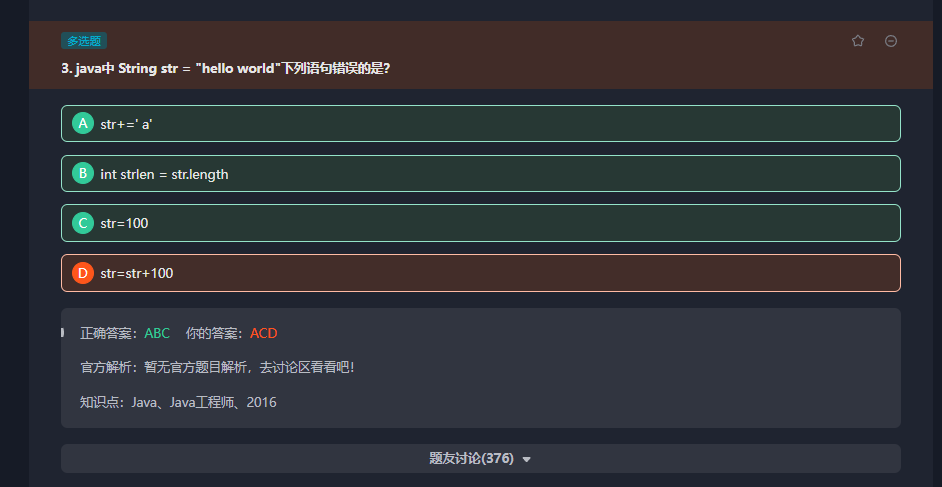 多选题
3. java中 String str = "hello world"下列语句错误的是?
A str+=' a'
B int strlen = str.length
C str=100
D str=str+100
正确答案：ABC 你的答案：ACD
官方解析：暂无官方题目解析，去讨论区看看吧！
知识点：Java、Java工程师、2016
题友讨论(376)